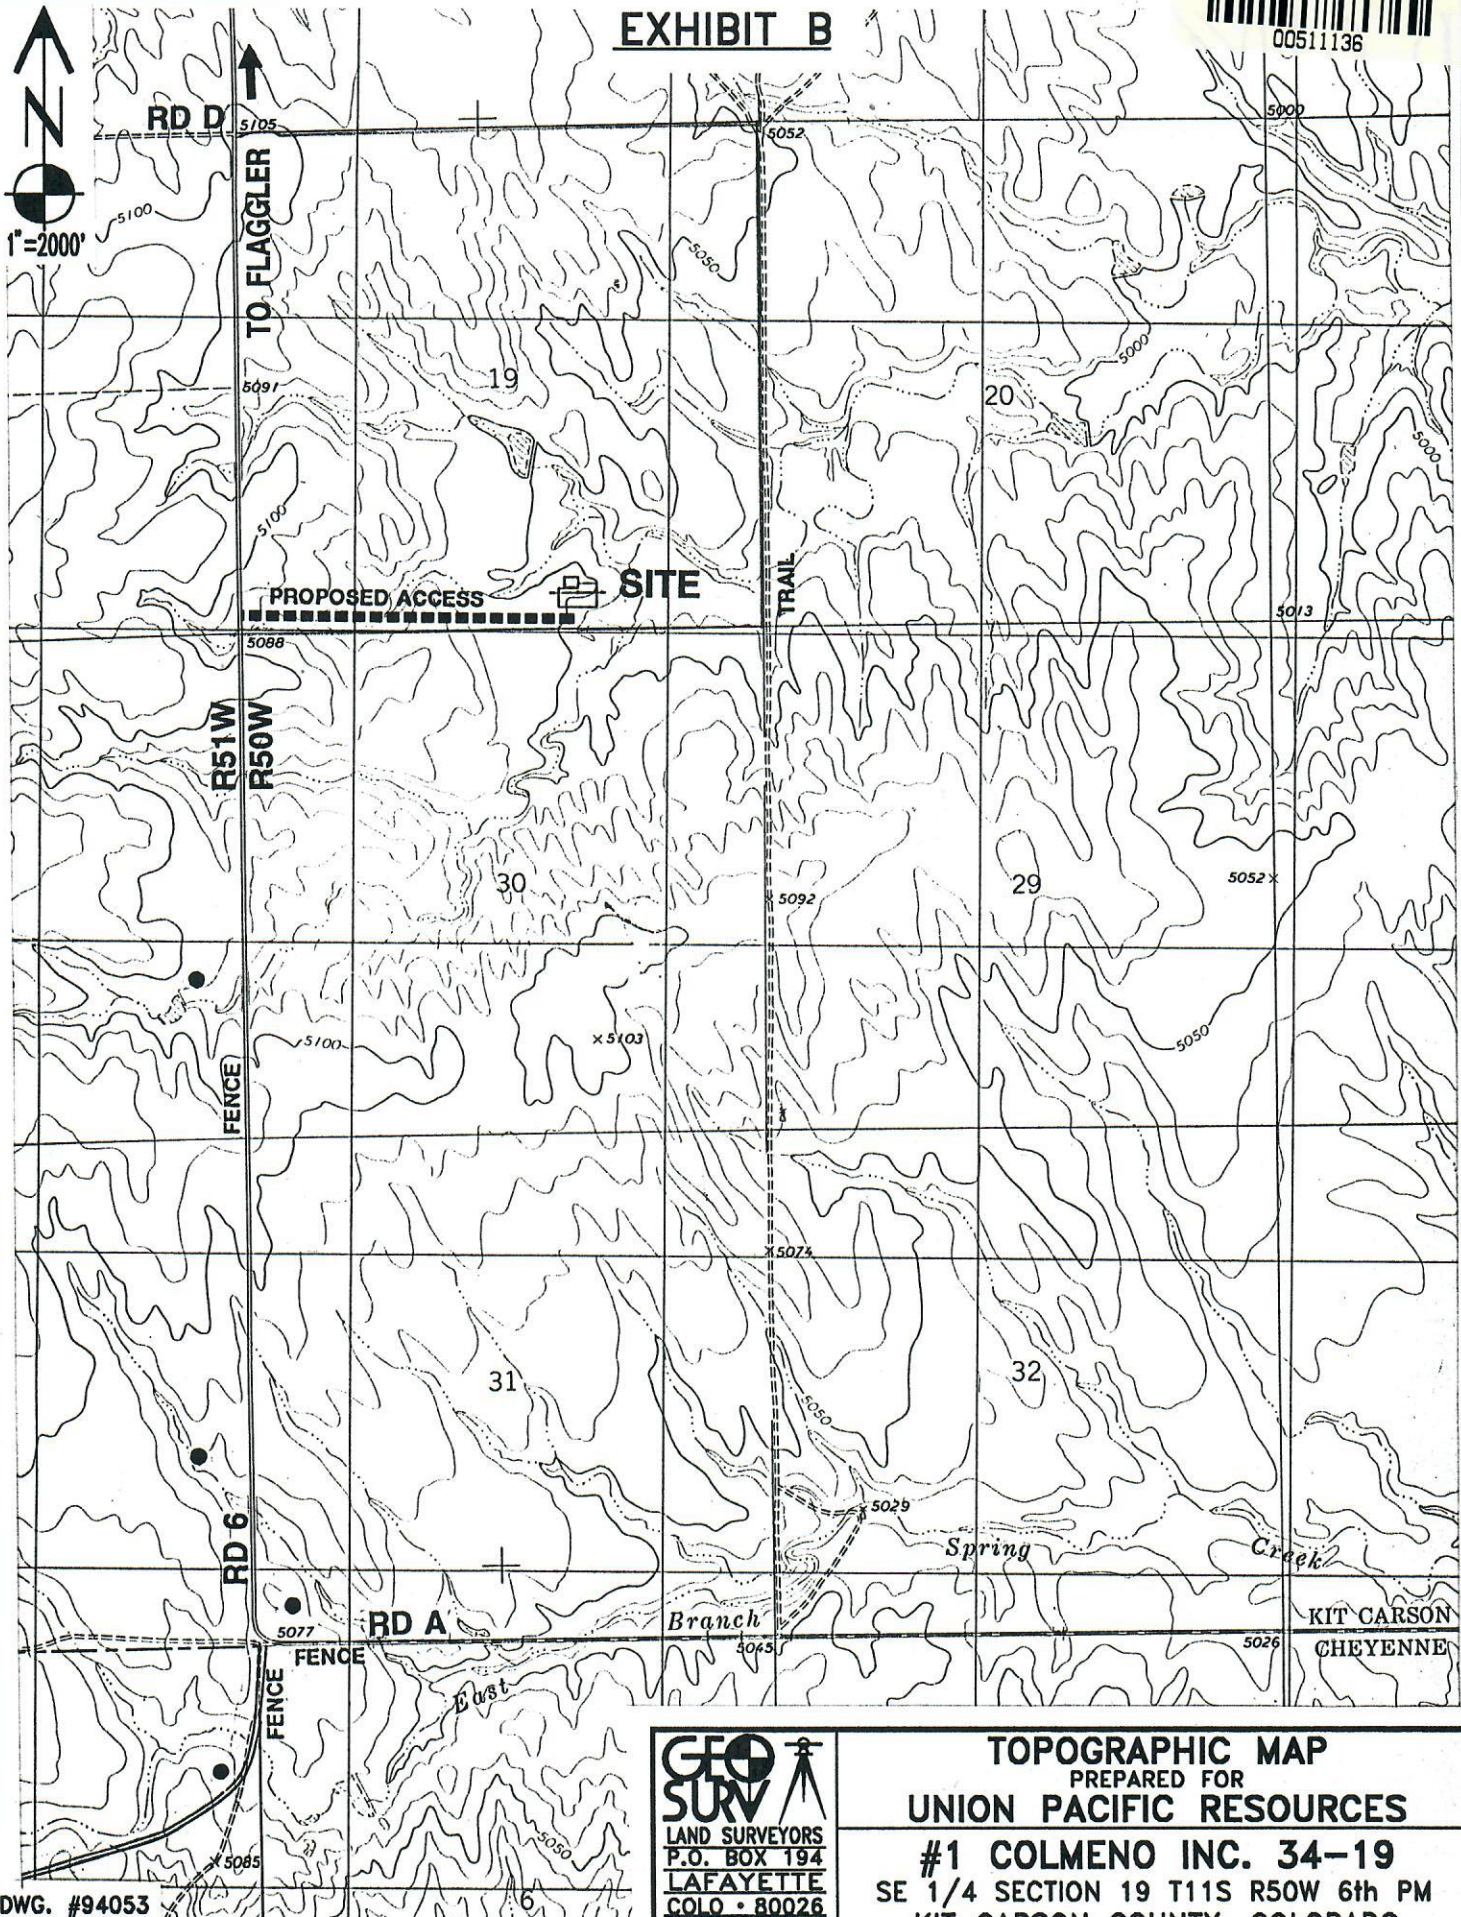 EXHIBIT B
00511136
N
1"=2000'
RD D
5105
5052
5000
TO FLAGGLER
5100
5050
5000
19
20
5091
5000
5100
PROPOSED ACCESS
SITE
TRAIL
5088
5013
R51W
R50W
30
29
5092
5052
5103
5100
5050
FENCE
5074
31
32
5050
5029
RD 6
Spring
Creek
RD A
Branch
KIT CARSON
5077
5045
5026
CHEYENNE
FENCE
FENCE
East
5050
5085
6
DWG. #94053
GEO
SURV
LAND SURVEYORS
P.O. BOX 194
LAFAYETTE
COLO • 80026
TOPOGRAPHIC MAP
PREPARED FOR
UNION PACIFIC RESOURCES
#1 COLMENO INC. 34-19
SE 1/4 SECTION 19 T11S R50W 6th PM
KIT CARSON COUNTY, COLORADO